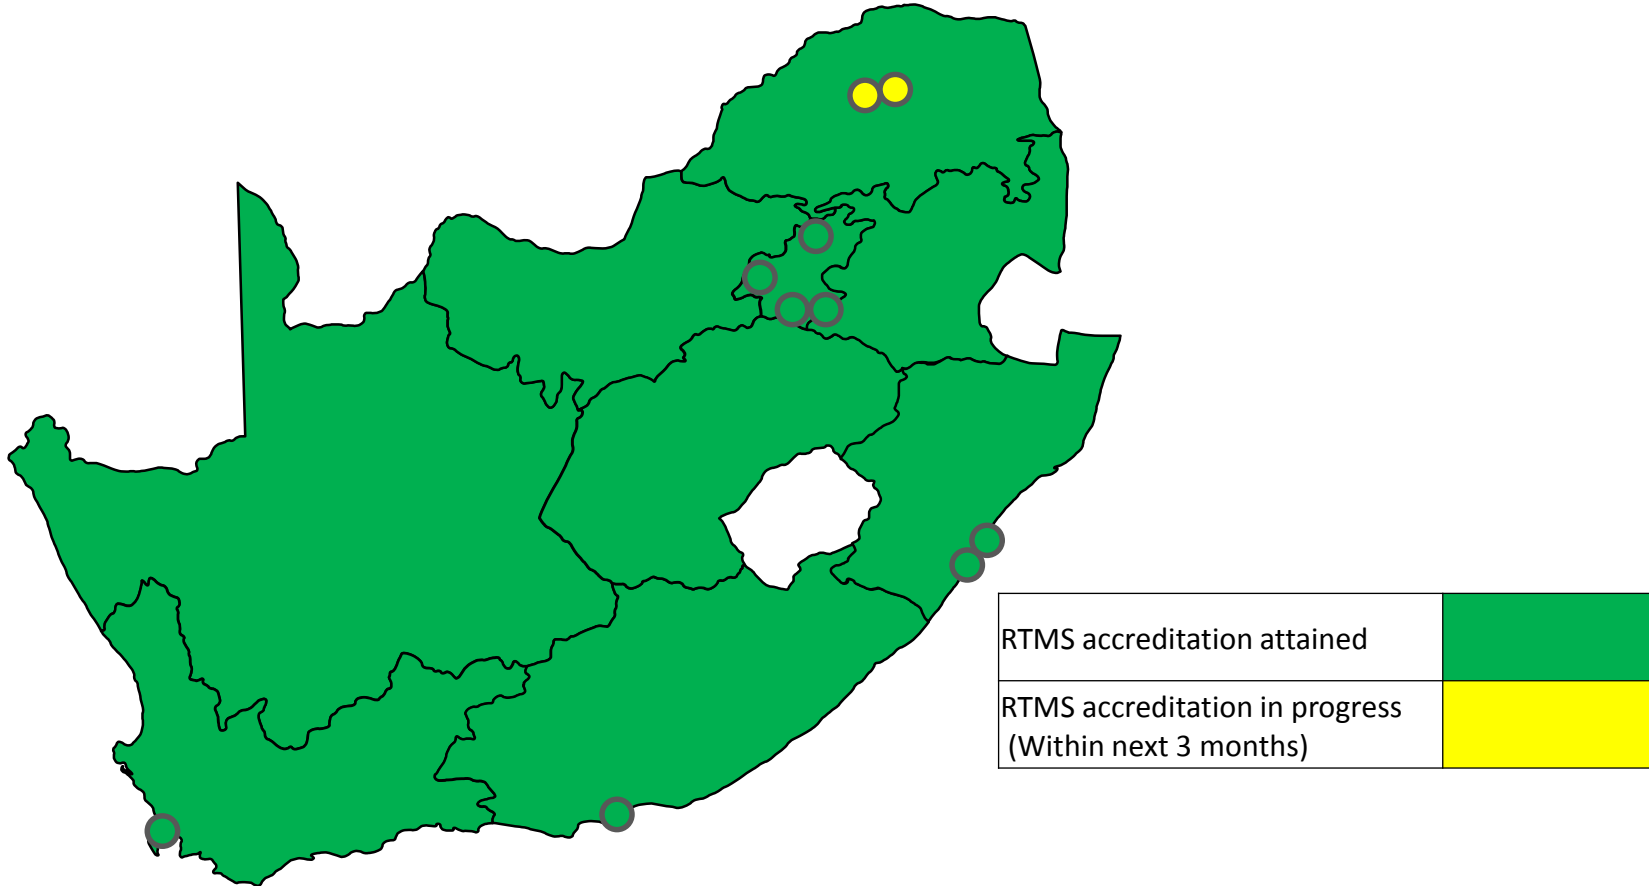 RTMS accreditation attained
RTMS accreditation in progress
(Within next 3 months)